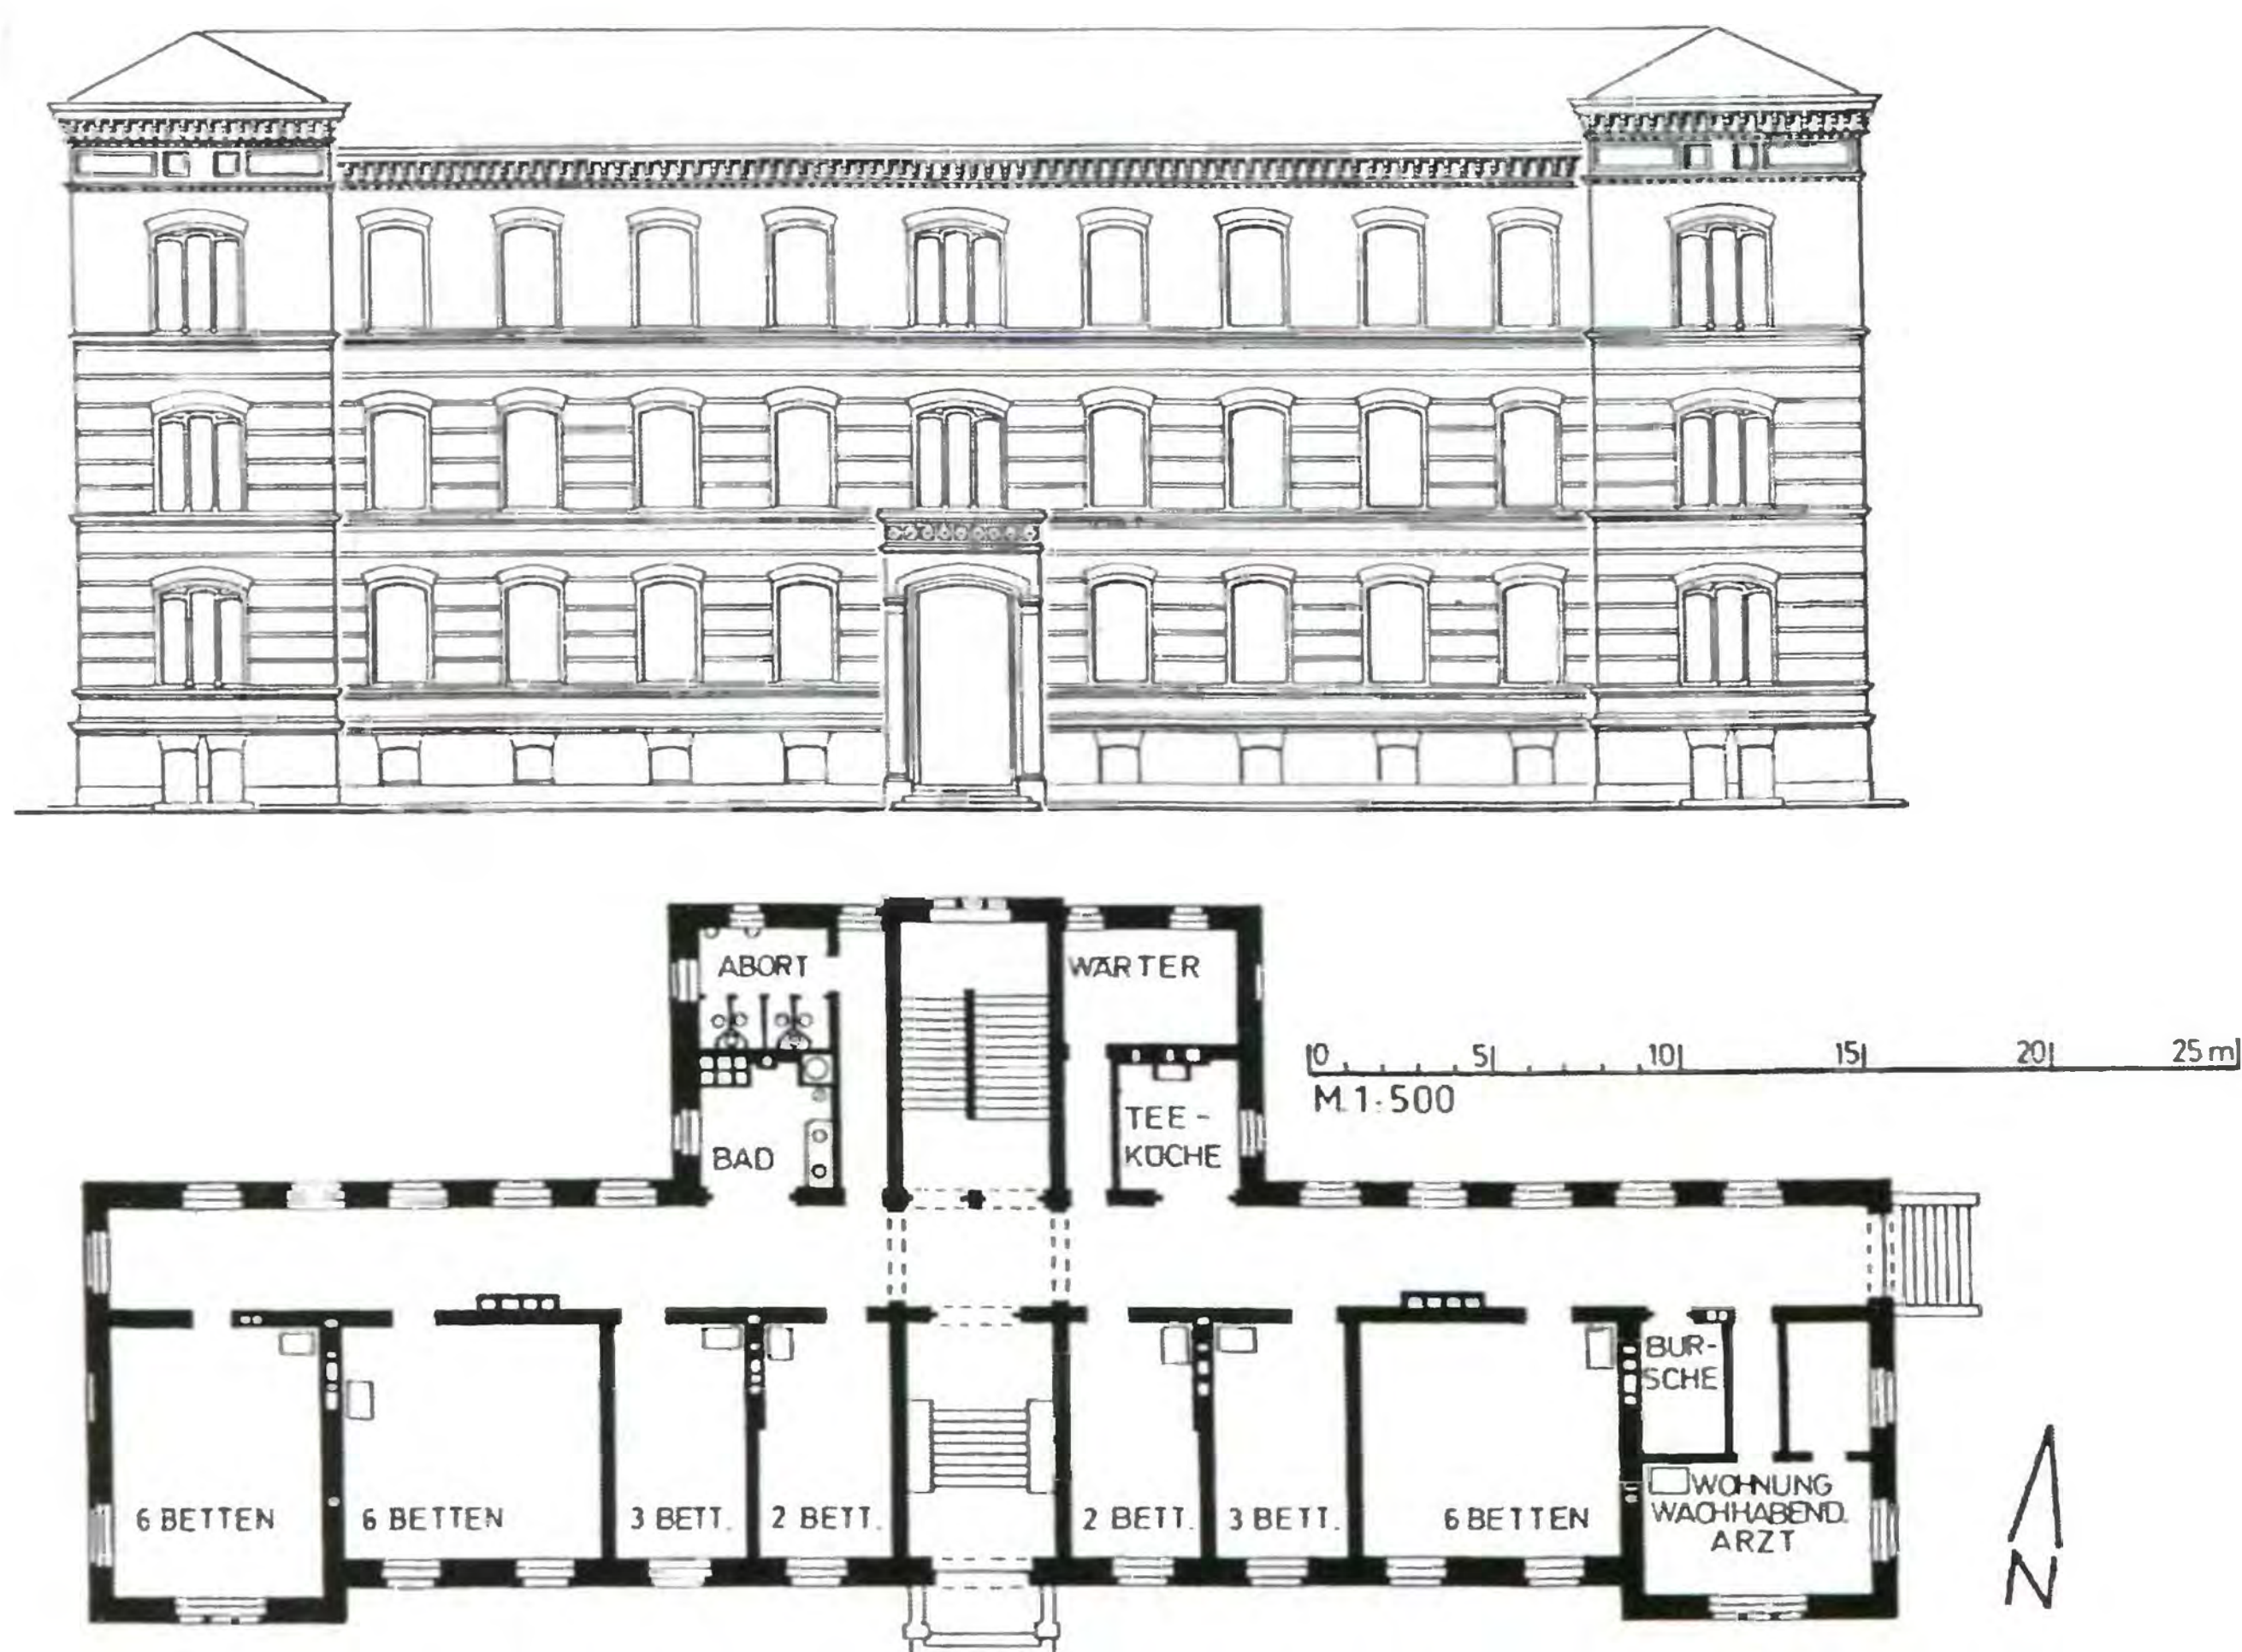 ABORT
WÄRTER
0 5 10 15 20 25 m
M. 1:500
TEE-
KÜCHE
BAD
BUR-
SCHE
6 BETTEN
6 BETTEN
3 BETT.
2 BETT.
2 BETT.
3 BETT.
6 BETTEN
WOHNUNG
WACHHABEND.
ARZT
N